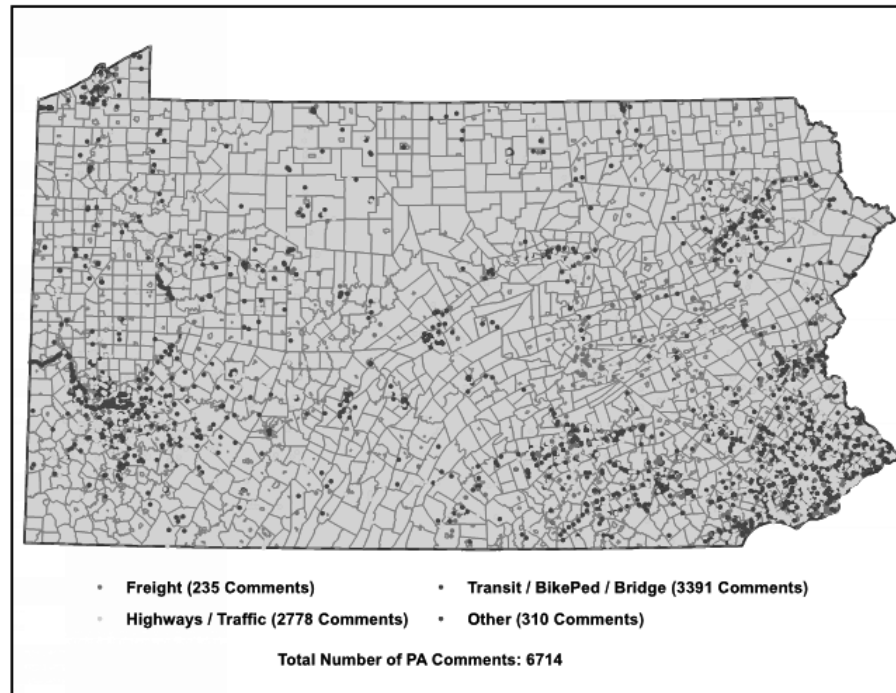 Freight (235 Comments)
Transit / BikePed / Bridge (3391 Comments)
Highways / Traffic (2778 Comments)
Other (310 Comments)
Total Number of PA Comments: 6714